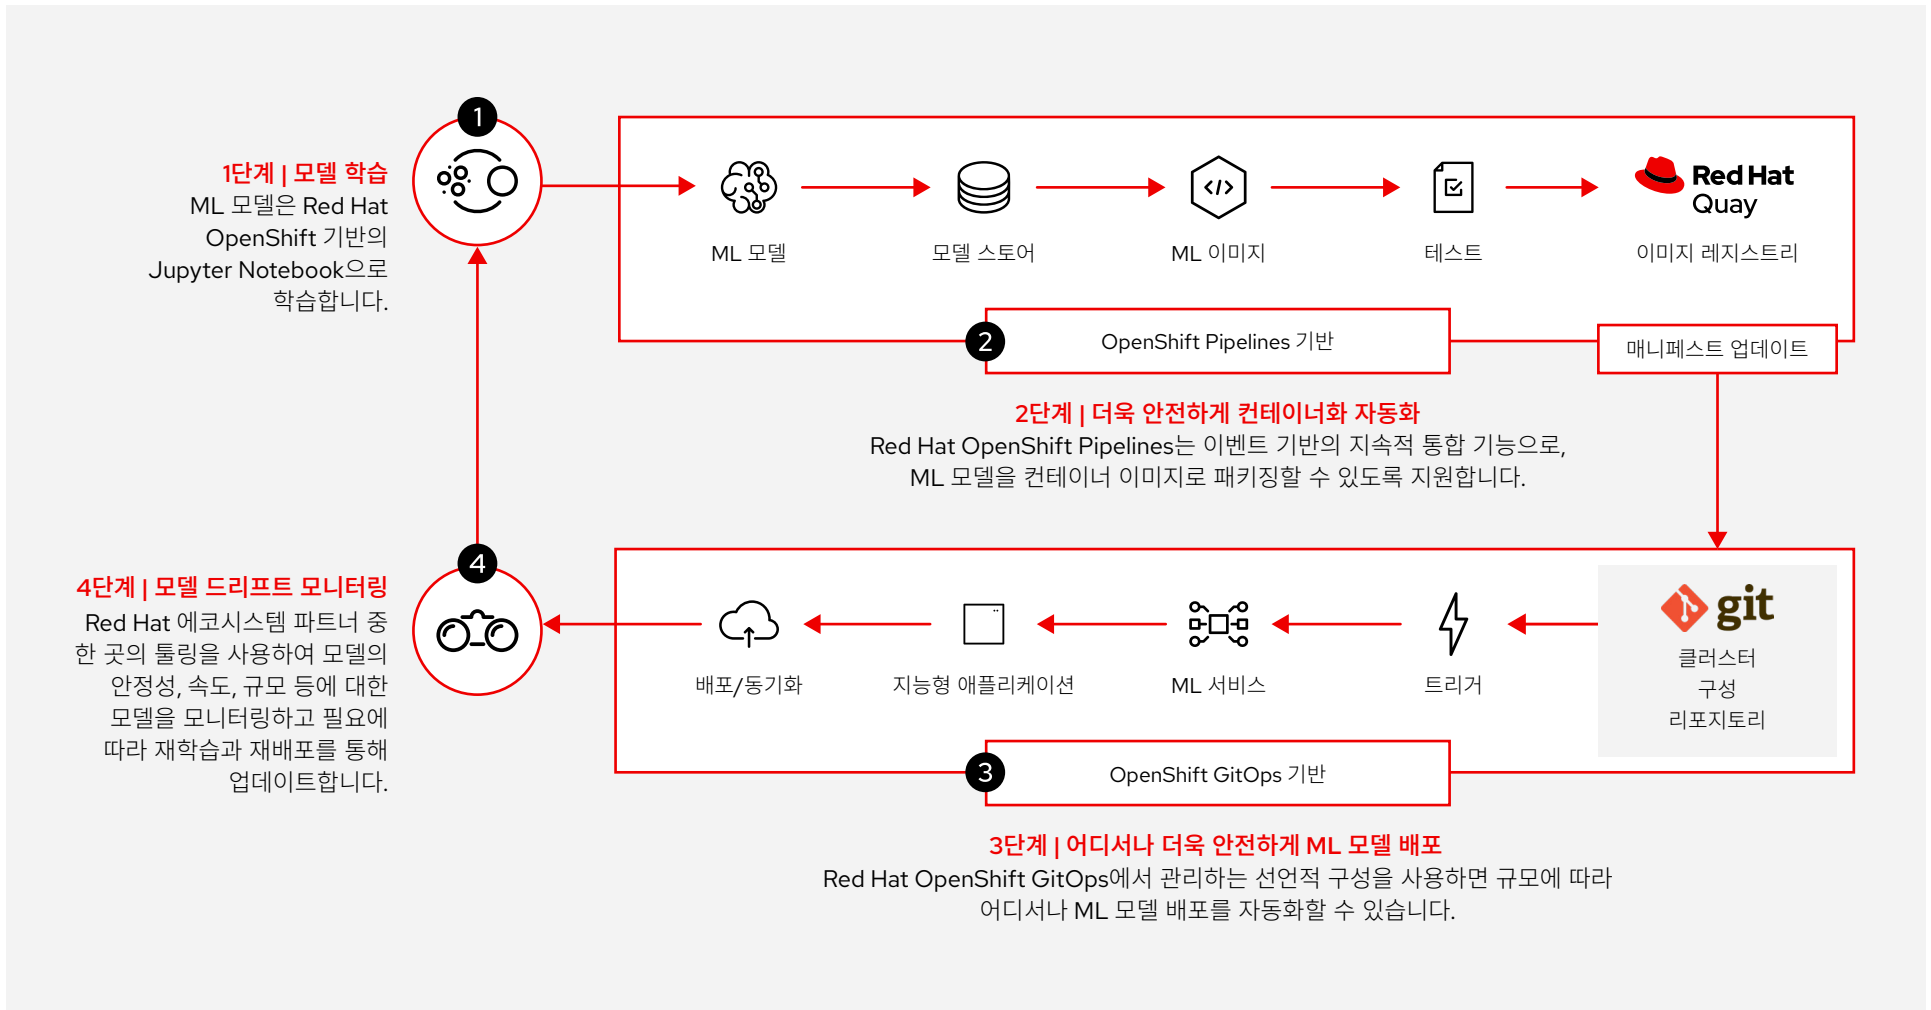 1
1단계 | 모델 학습
ML 모델은 Red Hat
OpenShift 기반의
Jupyter Notebook으로
학습합니다.
ML 모델
모델 스토어
ML 이미지
테스트
Red Hat
Quay
이미지 레지스트리
2
OpenShift Pipelines 기반
매니페스트 업데이트
2단계 | 더욱 안전하게 컨테이너화 자동화
Red Hat OpenShift Pipelines는 이벤트 기반의 지속적 통합 기능으로,
ML 모델을 컨테이너 이미지로 패키징할 수 있도록 지원합니다.
4
4단계 | 모델 드리프트 모니터링
Red Hat 에코시스템 파트너 중
한 곳의 툴링을 사용하여 모델의
안정성, 속도, 규모 등에 대한
모델을 모니터링하고 필요에
따라 재학습과 재배포를 통해
업데이트합니다.
배포/동기화
지능형 애플리케이션
ML 서비스
트리거
git
클러스터
구성
리포지토리
3
OpenShift GitOps 기반
3단계 | 어디서나 더욱 안전하게 ML 모델 배포
Red Hat OpenShift GitOps에서 관리하는 선언적 구성을 사용하면 규모에 따라
어디서나 ML 모델 배포를 자동화할 수 있습니다.